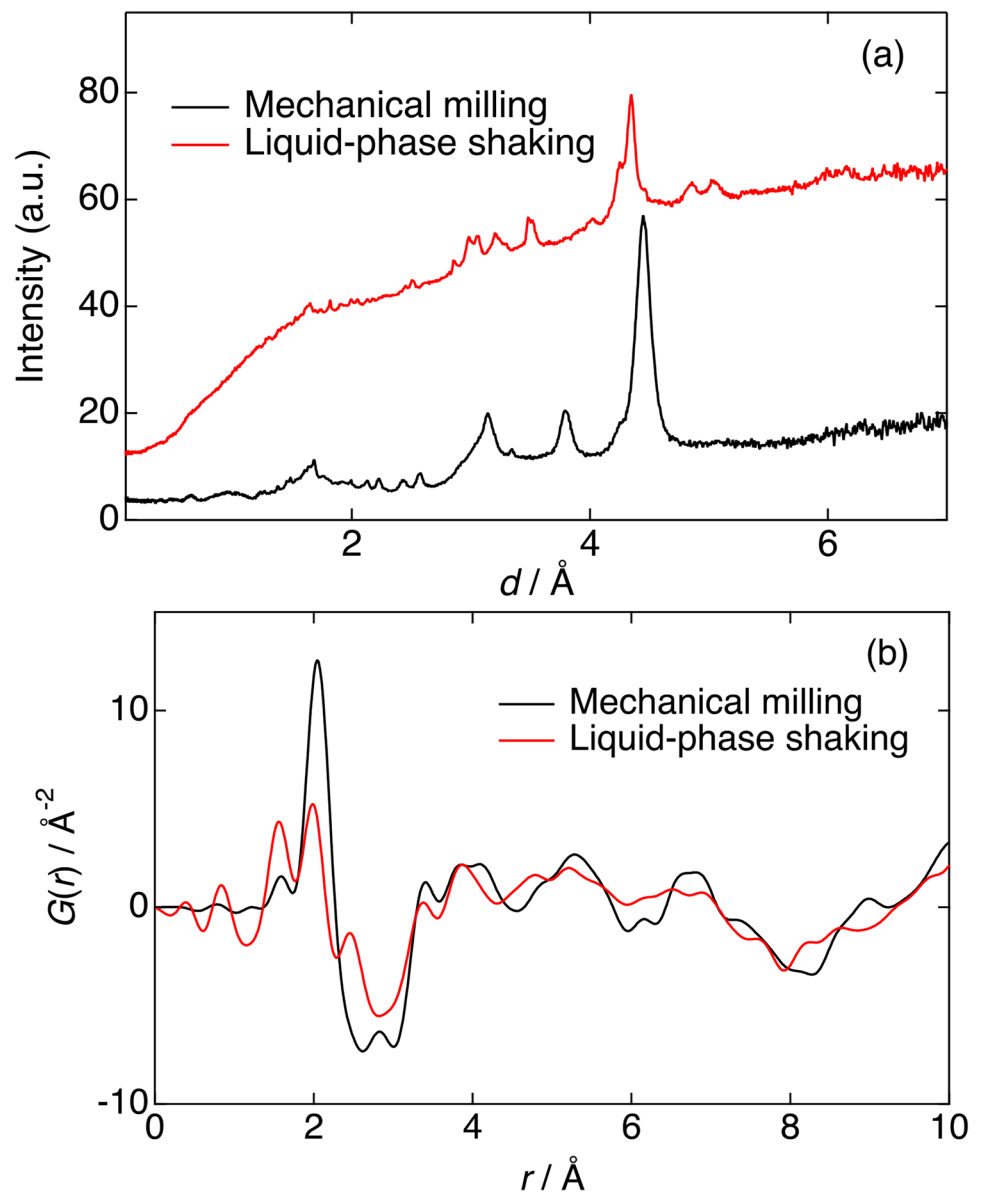 (a)
Mechanical milling
Liquid-phase shaking
Intensity (a.u.)
80
60
40
20
0
2
4
6
d / Å
(b)
Mechanical milling
Liquid-phase shaking
G(r) / Å-2
10
0
-10
0
2
4
6
8
10
r / Å